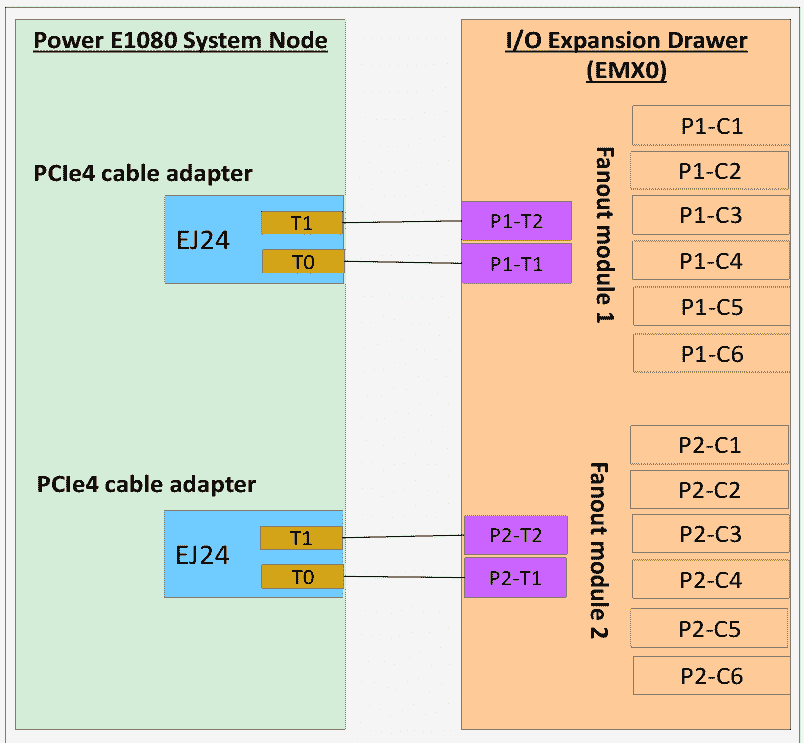 Power E1080 System Node
PCIe4 cable adapter
EJ24
T1
T0
PCIe4 cable adapter
EJ24
T1
T0
I/O Expansion Drawer
(EMX0)
P1-T2
P1-T1
Fanout module 1
P1-C1
P1-C2
P1-C3
P1-C4
P1-C5
P1-C6
P2-T2
P2-T1
Fanout module 2
P2-C1
P2-C2
P2-C3
P2-C4
P2-C5
P2-C6